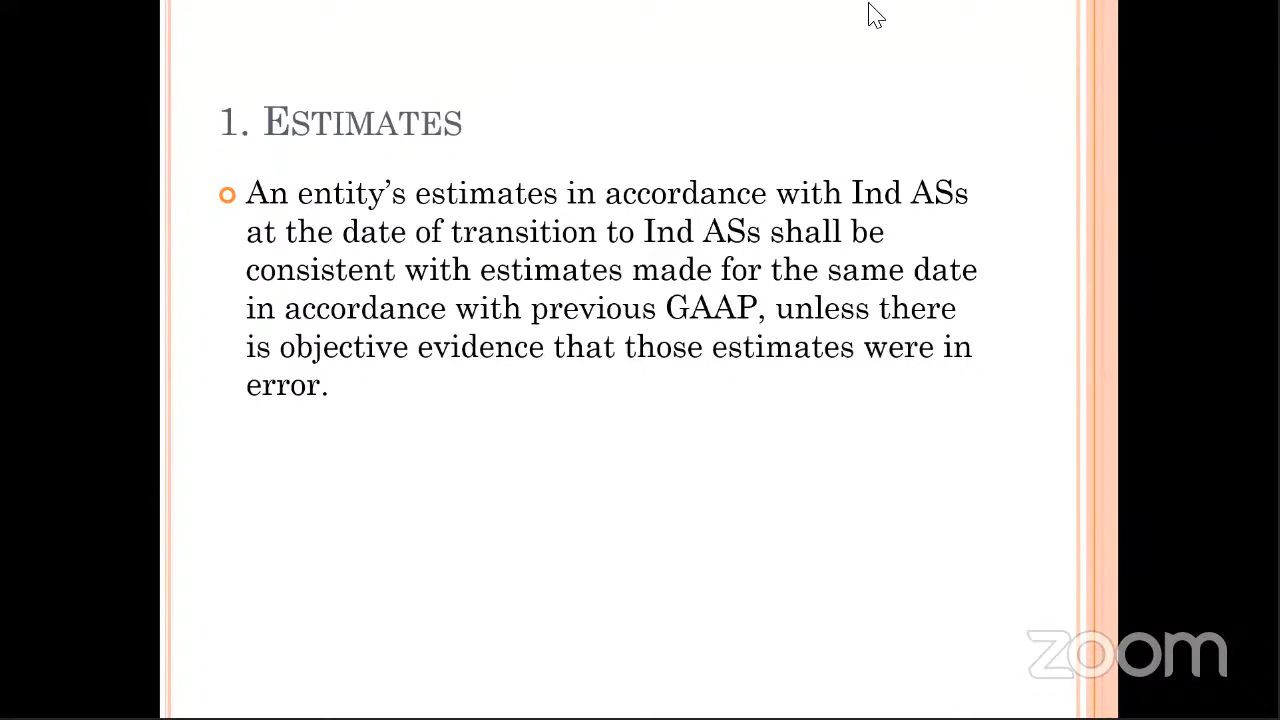 1. ESTIMATES
An entity's estimates in accordance with Ind ASs
at the date of transition to Ind ASs shall be
consistent with estimates made for the same date
in accordance with previous GAAP, unless there
is objective evidence that those estimates were in
error.
zoom